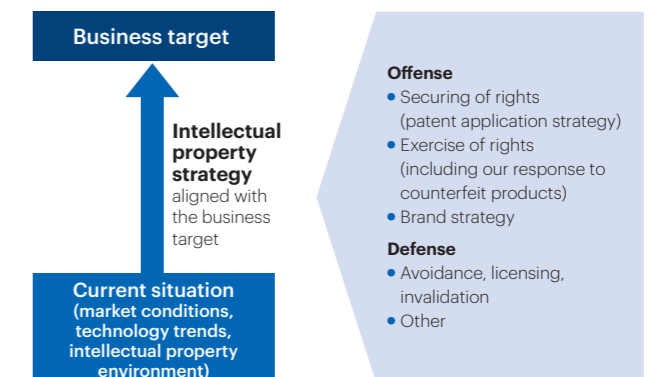 Business target
Intellectual
property
strategy
aligned with
the business
target
Current situation
(market conditions,
technology trends,
intellectual property
environment)
Offense
• Securing of rights
(patent application strategy)
• Exercise of rights
(including our response to
counterfeit products)
• Brand strategy
Defense
• Avoidance, licensing,
invalidation
• Other